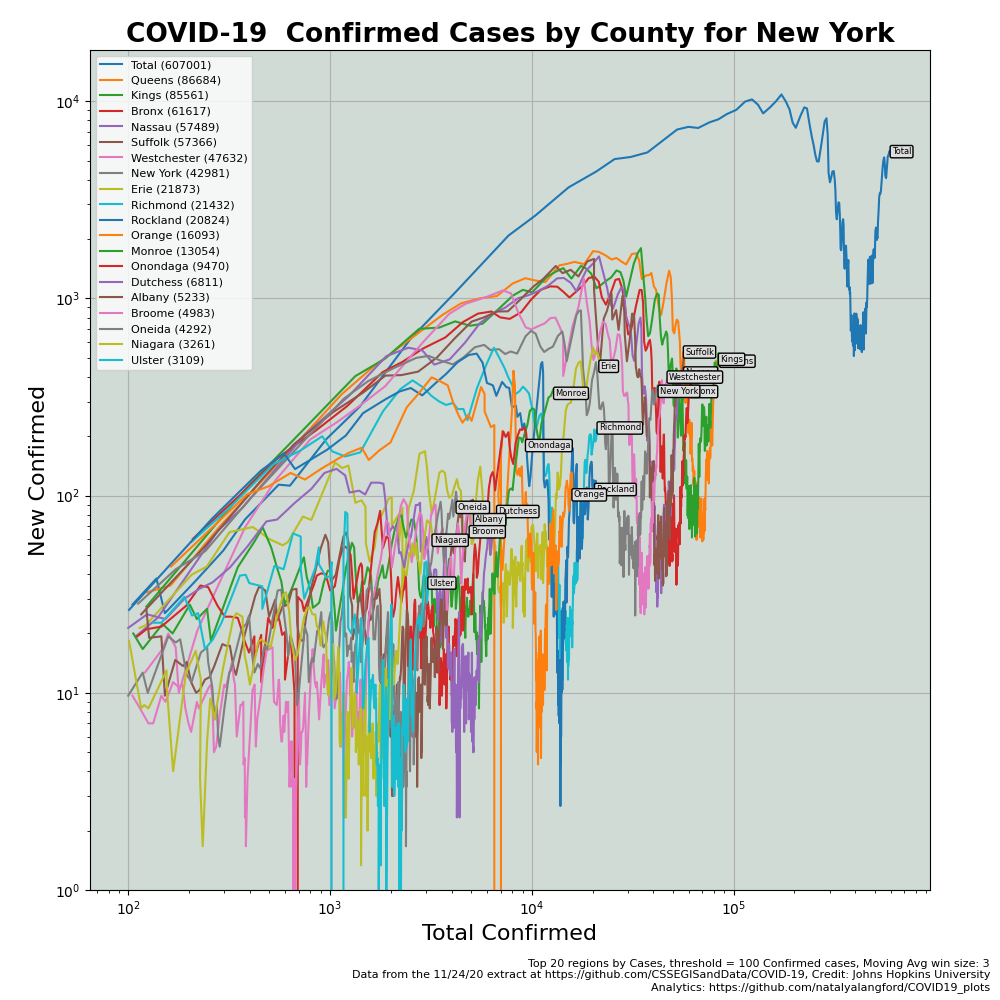 COVID-19 Confirmed Cases by County for New York
Total (607001)
Queens (86684)
Kings (85561)
Bronx (61617)
Nassau (57489)
Suffolk (57366)
Westchester (47632)
New York (42981)
Erie (21873)
Richmond (21432)
Rockland (20824)
Orange (16093)
Monroe (13054)
Onondaga (9470)
Dutchess (6811)
Albany (5233)
Broome (4983)
Oneida (4292)
Niagara (3261)
Ulster (3109)
New Confirmed
10⁴
10³
10²
10¹
10⁰
Total
Suffolk
Kings
Westchester
New York
Erie
Monroe
Richmond
Onondaga
Orange
Oneida
Albany
Broome
Niagara
Ulster
10²
10³
10⁴
10⁵
Total Confirmed
Top 20 regions by Cases, threshold = 100 Confirmed cases, Moving Avg win size: 3
Data from the 11/24/20 extract at https://github.com/CSSEGISandData/COVID-19, Credit: Johns Hopkins University
Analytics: https://github.com/natalyalangford/COVID19_plots